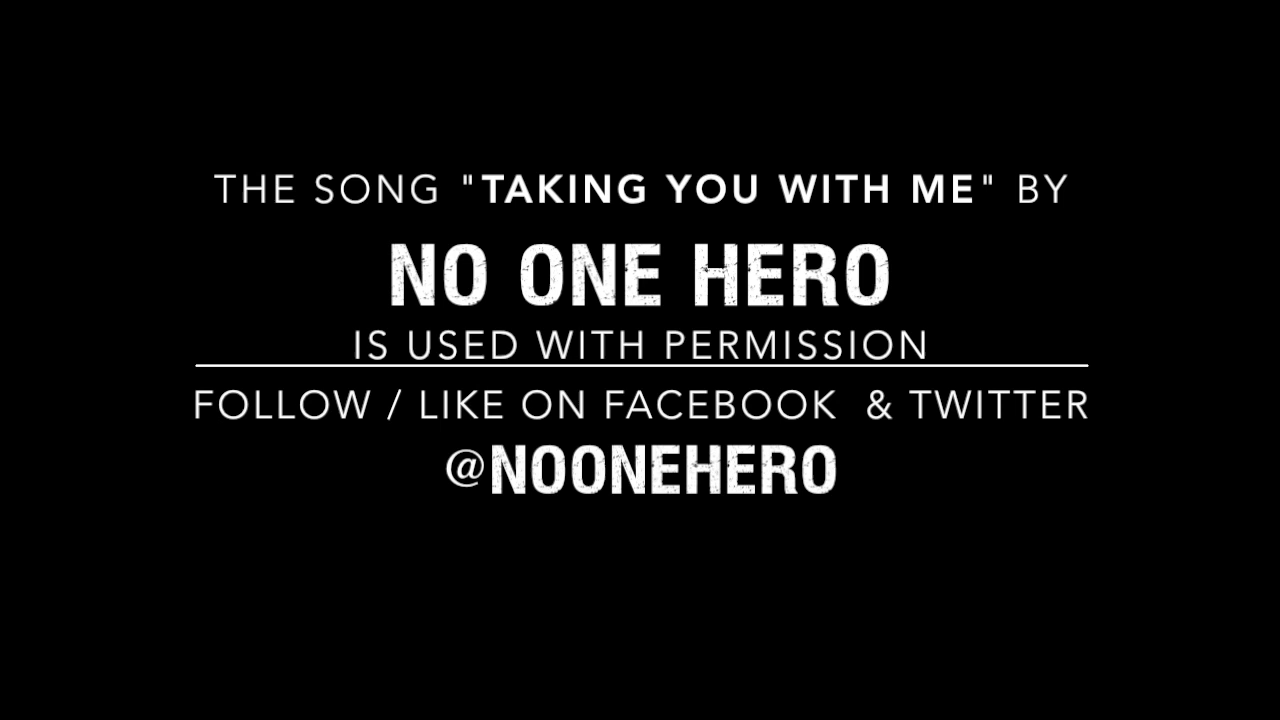 THE SONG "TAKING YOU WITH ME" BY
NO ONE HERO
IS USED WITH PERMISSION
FOLLOW / LIKE ON FACEBOOK & TWITTER
@NOONEHERO